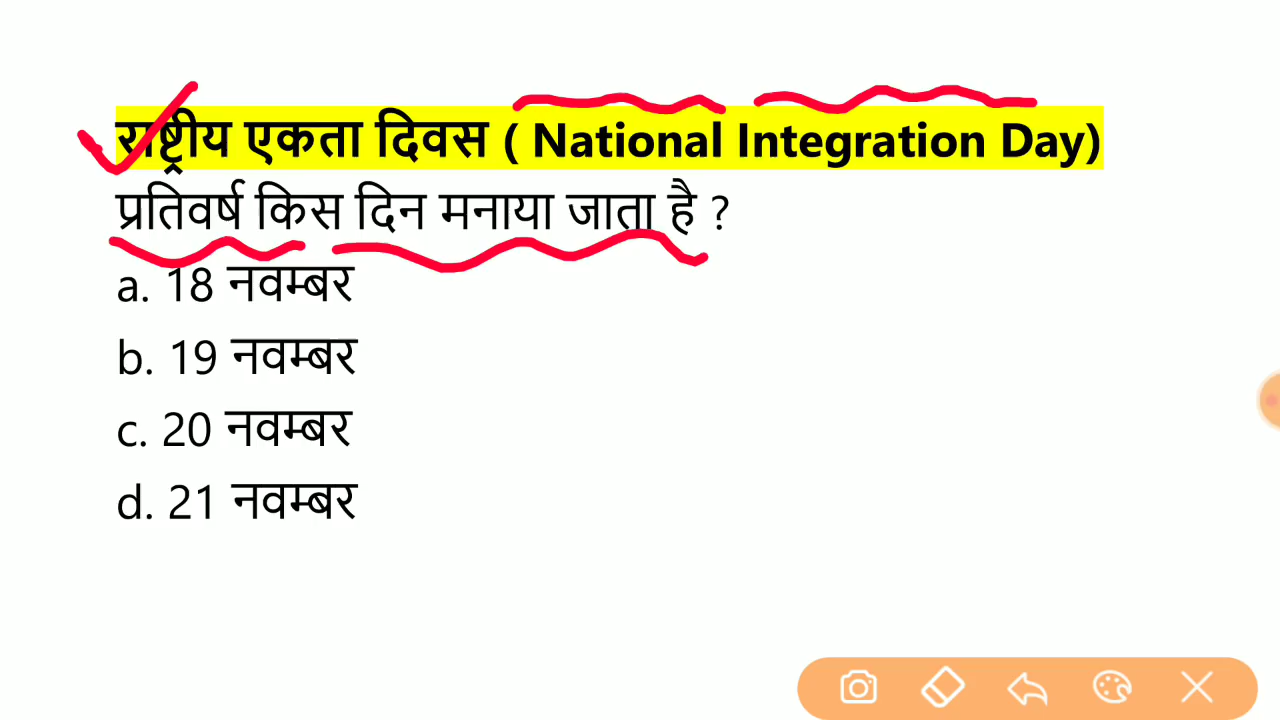 राष्ट्रीय एकता दिवस ( National Integration Day)
प्रतिवर्ष किस दिन मनाया जाता है ?
a. 18 नवम्बर
b. 19 नवम्बर
c. 20 नवम्बर
d. 21 नवम्बर